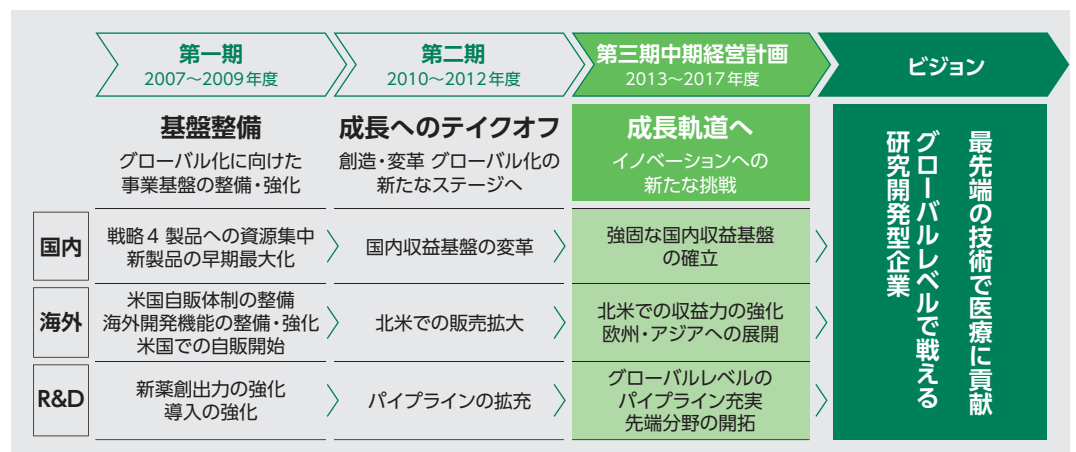 第一期
2007～2009年度
第二期
2010～2012年度
第三期中期経営計画
2013～2017年度
ビジョン
基盤整備
グローバル化に向けた
事業基盤の整備・強化
成長へのテイクオフ
創造・変革 グローバル化の
新たなステージへ
成長軌道へ
イノベーションへの
新たな挑戦
国内
戦略4 製品への資源集中
新製品の早期最大化
国内収益基盤の変革
強固な国内収益基盤
の確立
海外
米国自販体制の整備
海外開発機能の整備・強化
米国での自販開始
北米での販売拡大
北米での収益力の強化
欧州・アジアへの展開
R&D
新薬創出力の強化
導入の強化
パイプラインの拡充
グローバルレベルの
パイプライン充実
先端分野の開拓
最先端の技術で医療に貢献
グローバルレベルで戦える
研究開発型企業